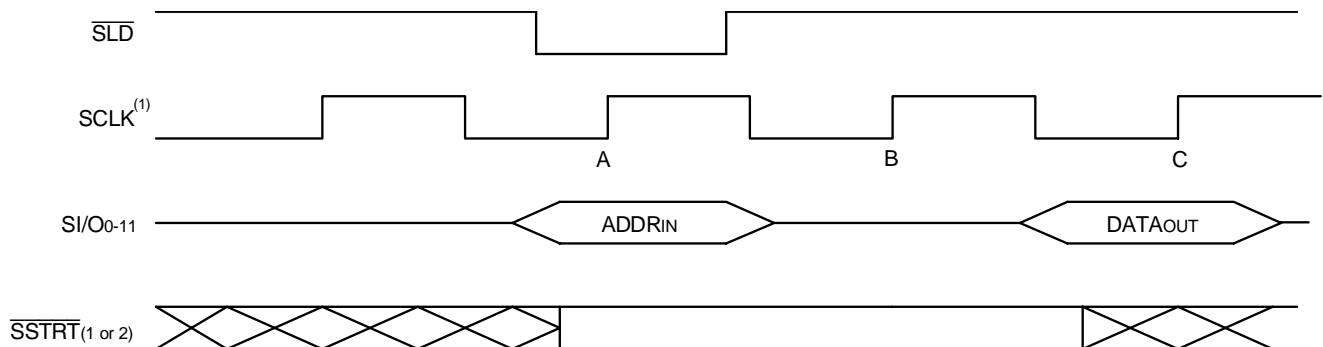 SLD
SCLK(1)
A B C
SI/O0-11 ADDRIN DATAOUT
SSTRT(1 or 2)